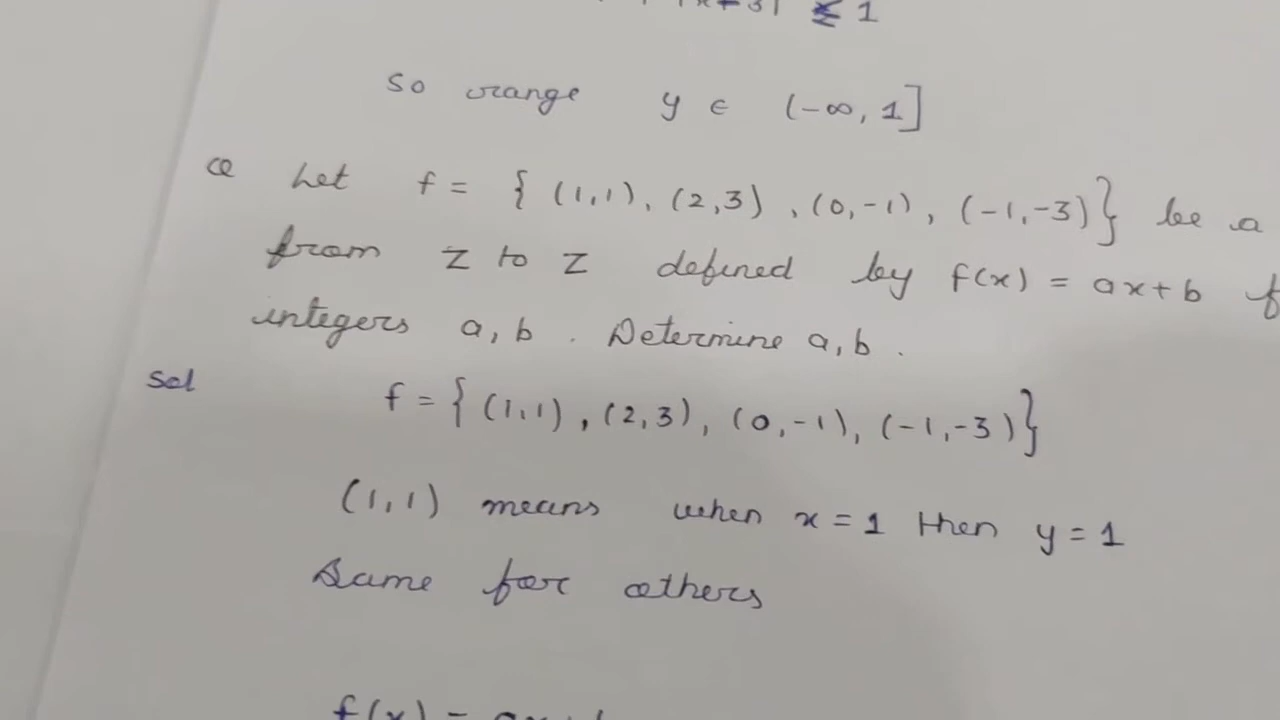 |x+3| ≤ 1
So range y ∈ (-∞, 1]
Q Let f = { (1,1), (2,3), (0,-1), (-1,-3)} be a
from Z to Z defined by f(x) = ax+b
integers a, b. Determine a, b.
Sol f = { (1,1), (2,3), (0,-1), (-1,-3)}
(1,1) means when x = 1 then y = 1
Same for others
f(x) =